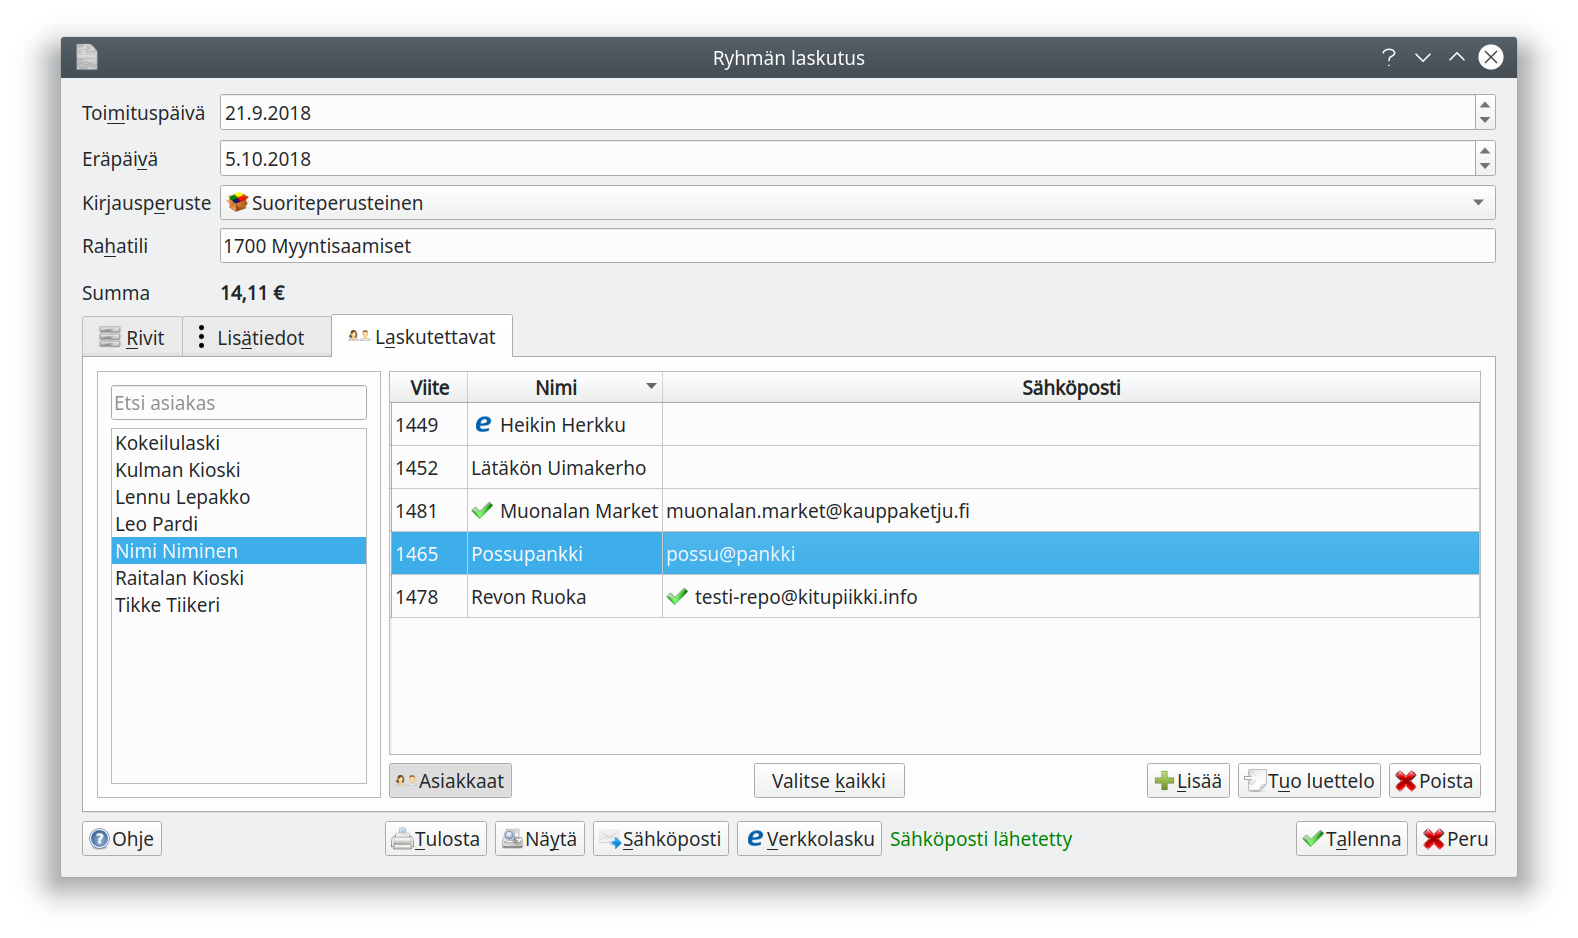 Ryhmän laskutus
Toimituspäivä 21.9.2018
Eräpäivä 5.10.2018
Kirjausperuste Suoriteperusteinen
Rahatili 1700 Myyntisaamiset
Summa 14,11 €
Rivit Lisätiedot Laskutettavat
Etsi asiakas
Kokeilulaski
Kulman Kioski
Lennu Lepakko
Leo Pardi
Nimi Niminen
Raitalan Kioski
Tikke Tiikeri
Viite Nimi Sähköposti
1449 e Heikin Herkku
1452 Lätäkön Uimakerho
1481 Muonalan Market muonalan.market@kauppaketju.fi
1465 Possupankki possu@pankki
1478 Revon Ruoka testi-repo@kitupiikki.info
Asiakkaat Valitse kaikki Lisää Tuo luettelo Poista
Ohje Tulosta Näytä Sähköposti e Verkkolasku Sähköposti lähetetty Tallenna Peru